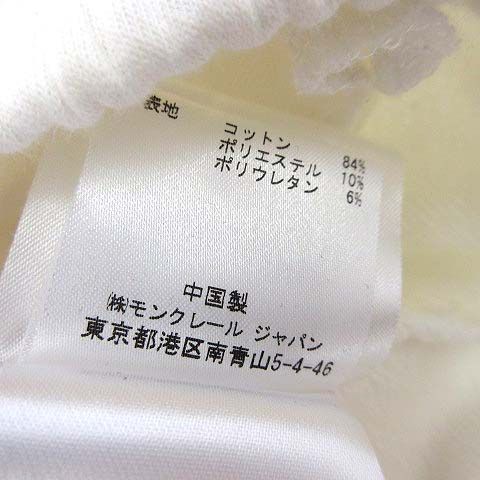 表地
コットン 84%
ポリエステル 10%
ポリウレタン 6%
中国製
㈱モンクレール ジャパン
東京都港区南青山5-4-46